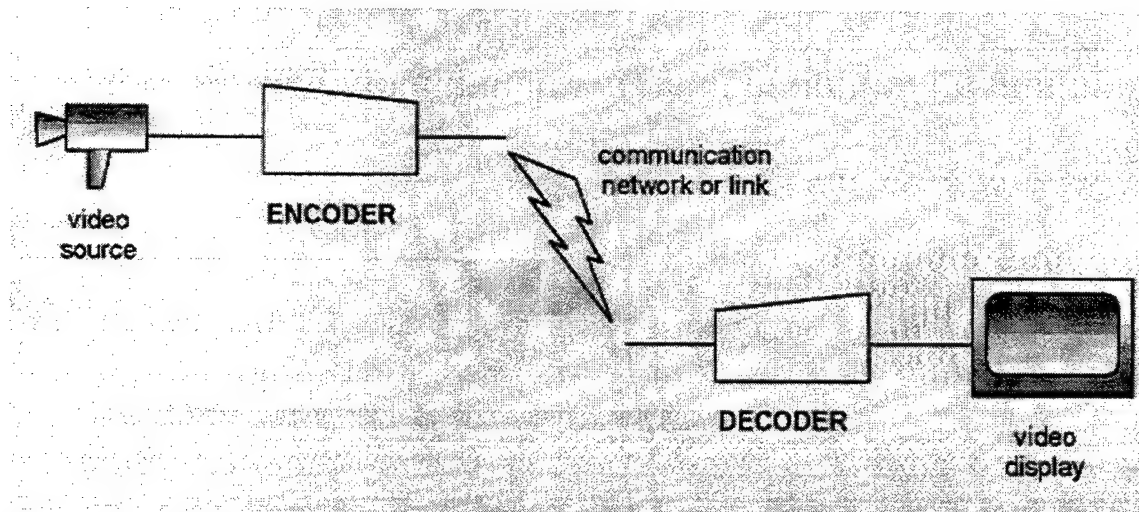 video
source
ENCODER
communication
network or link
DECODER
video
display